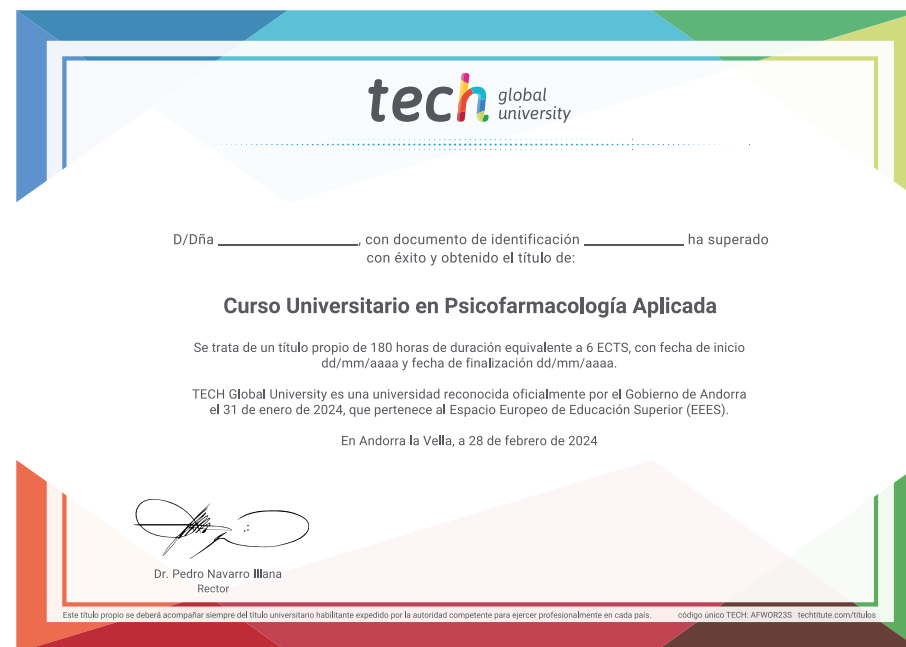 tech global university
D/Dña ____________________, con documento de identificación ______________ ha superado
con éxito y obtenido el título de:
Curso Universitario en Psicofarmacología Aplicada
Se trata de un título propio de 180 horas de duración equivalente a 6 ECTS, con fecha de inicio
dd/mm/aaaa y fecha de finalización dd/mm/aaaa.
TECH Global University es una universidad reconocida oficialmente por el Gobierno de Andorra
el 31 de enero de 2024, que pertenece al Espacio Europeo de Educación Superior (EEES).
En Andorra la Vella, a 28 de febrero de 2024
Dr. Pedro Navarro Illana
Rector
Este título propio se deberá acompañar siempre del título universitario habilitante expedido por la autoridad competente para ejercer profesionalmente en cada país. código único TECH: AFWOR23S techtitute.com/titulos